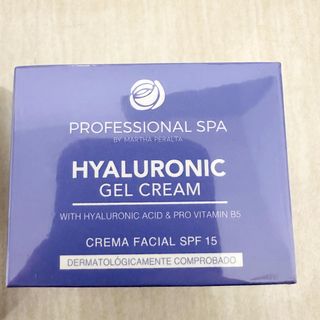 PROFESSIONAL SPA
BY MARTHA PERALTA
HYALURONIC
GEL CREAM
WITH HYALURONIC ACID & PRO VITAMIN B5
CREMA FACIAL SPF 15
DERMATOLÓGICAMENTE COMPROBADO